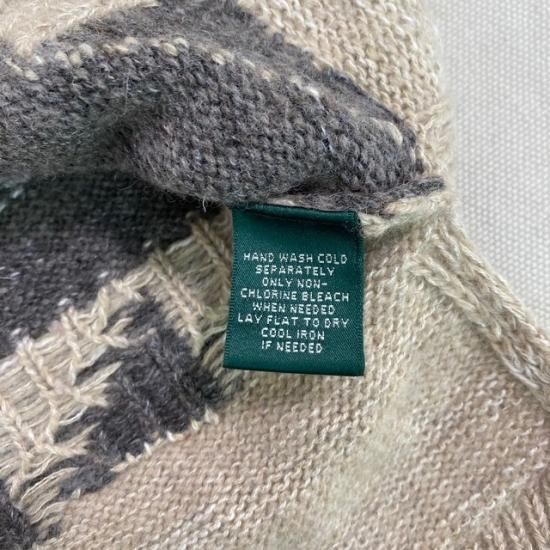 HAND WASH COLD
SEPARATELY
ONLY NON-
CHLORINE BLEACH
WHEN NEEDED
LAY FLAT TO DRY
COOL IRON
IF NEEDED